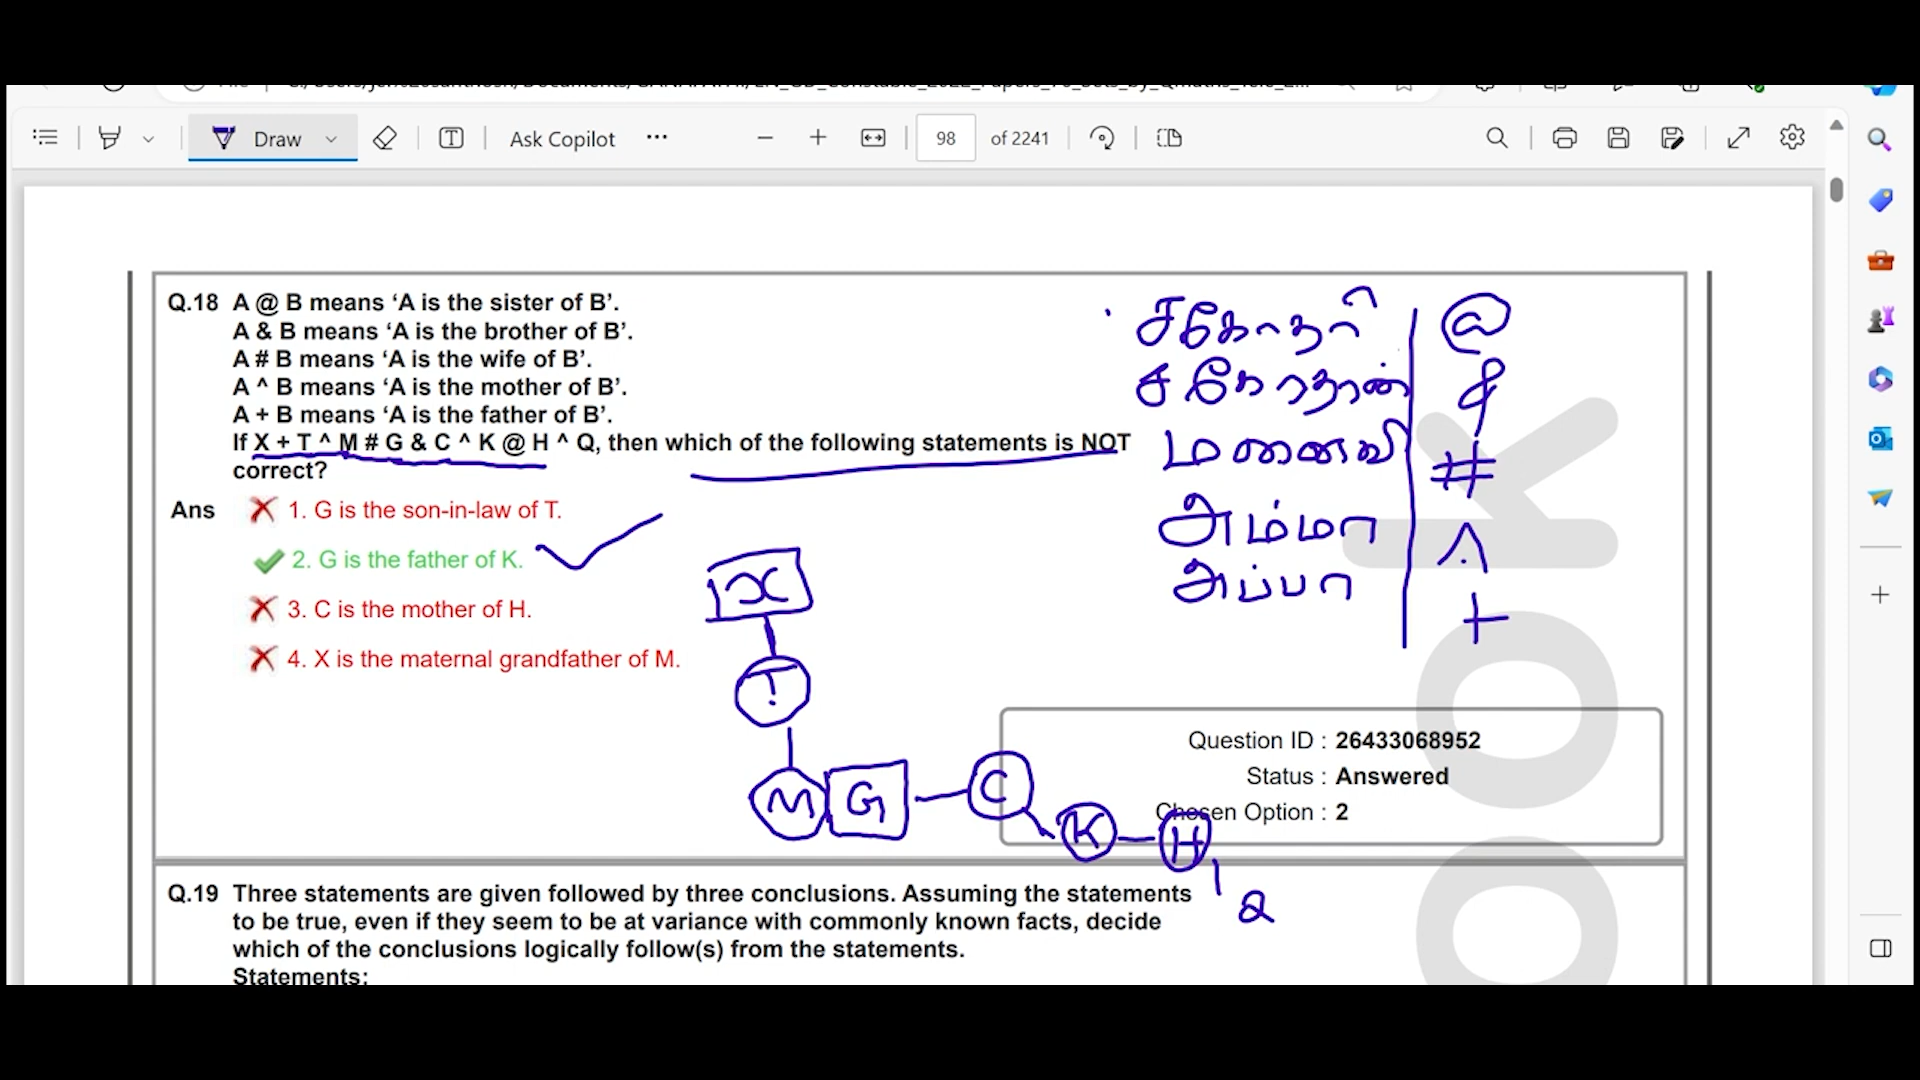 Draw
Ask Copilot
98 of 2241
Q.18 A @ B means ‘A is the sister of B’.
A & B means ‘A is the brother of B’.
A # B means ‘A is the wife of B’.
A ^ B means ‘A is the mother of B’.
A + B means ‘A is the father of B’.
If X + T ^ M # G & C ^ K @ H ^ Q, then which of the following statements is NOT
correct?
Ans 1. G is the son-in-law of T.
2. G is the father of K.
3. C is the mother of H.
4. X is the maternal grandfather of M.
சகோதரி @
சகோதரன் &
மனைவி #
அம்மா ^
அப்பா +
X
T
M G C K H
Q
Question ID : 26433068952
Status : Answered
Chosen Option : 2
Q.19 Three statements are given followed by three conclusions. Assuming the statements
to be true, even if they seem to be at variance with commonly known facts, decide
which of the conclusions logically follow(s) from the statements.
Statements: